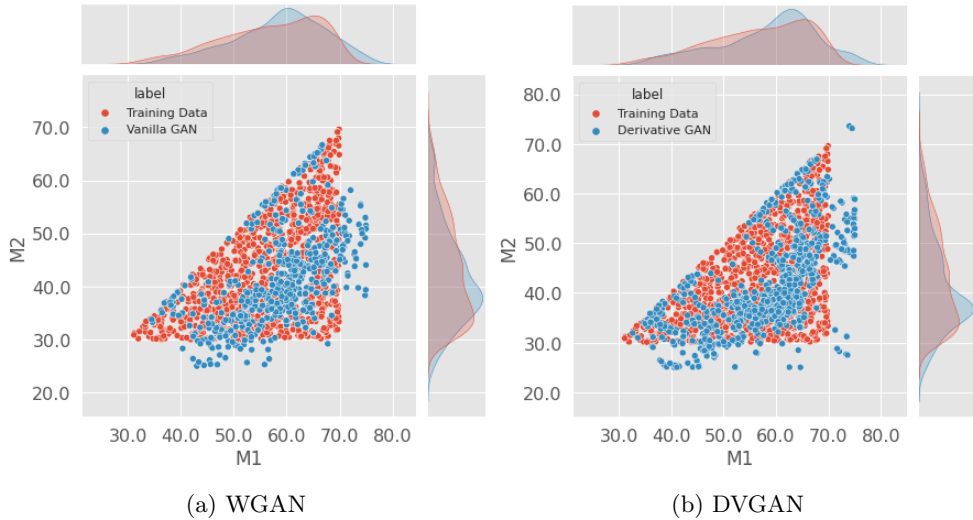 label
Training Data
Vanilla GAN
70.0
60.0
50.0
40.0
30.0
20.0
M2
30.0 40.0 50.0 60.0 70.0 80.0
M1
(a) WGAN
label
Training Data
Derivative GAN
80.0
70.0
60.0
50.0
40.0
30.0
20.0
M2
30.0 40.0 50.0 60.0 70.0 80.0
M1
(b) DVGAN